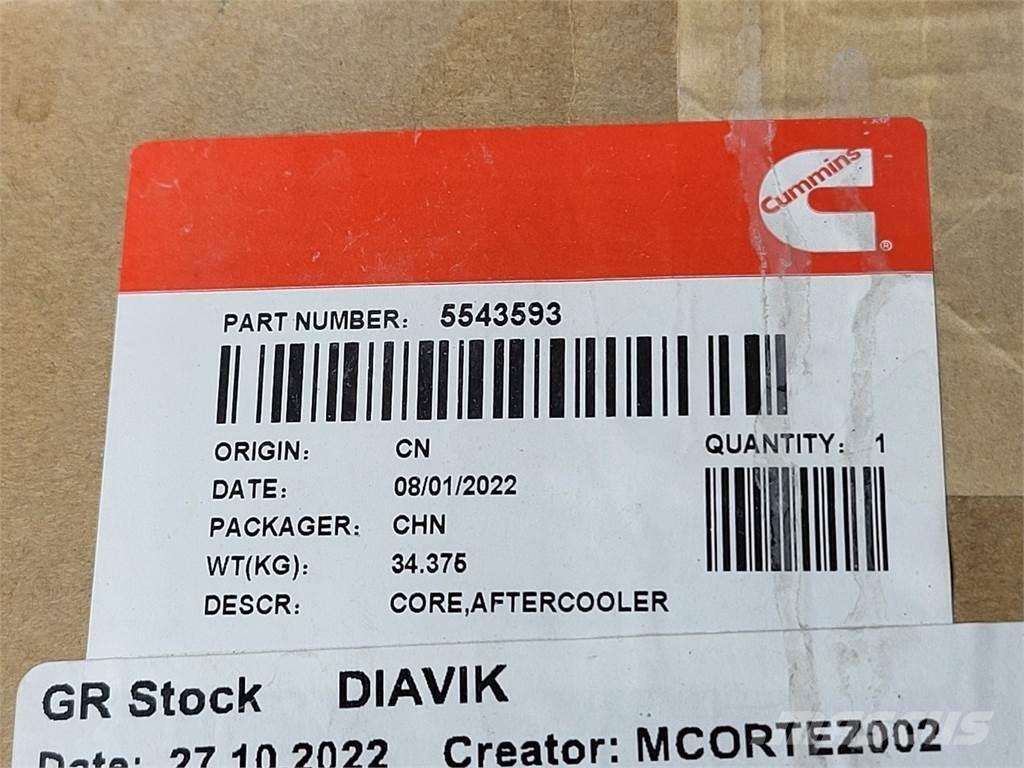 Cummins
®
PART NUMBER: 5543593
ORIGIN: CN
QUANTITY: 1
DATE: 08/01/2022
PACKAGER: CHN
WT(KG): 34.375
DESCR: CORE,AFTERCOOLER
GR Stock DIAVIK
Date: 27.10.2022 Creator: MCORTEZ002
MASCUS